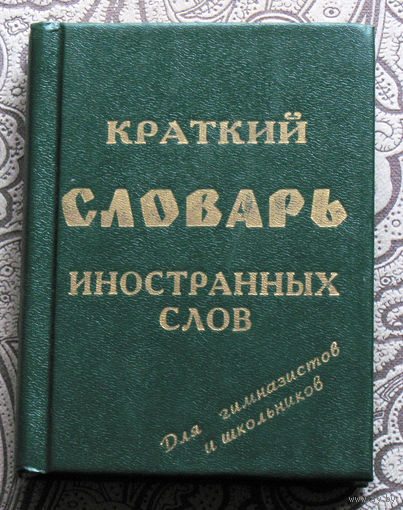 КРАТКИЙ
СЛОВАРЬ
ИНОСТРАННЫХ
СЛОВ
Для гимназистов
и школьников